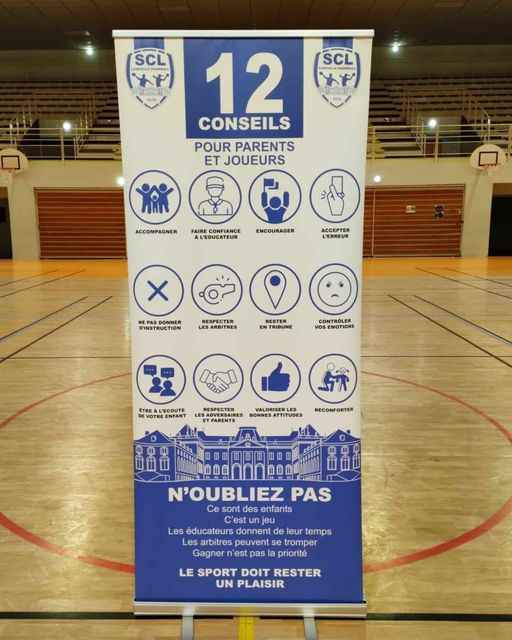 SCL
SCL
12
CONSEILS
POUR PARENTS
ET JOUEURS
ACCOMPAGNER
FAIRE CONFIANCE
À L'ÉDUCATEUR
ENCOURAGER
ACCEPTER
L'ERREUR
NE PAS DONNER
D'INSTRUCTION
RESPECTER
LES ARBITRES
RESTER
EN TRIBUNE
CONTRÔLER
VOS EMOTIONS
ÊTRE À L'ÉCOUTE
DE VOTRE ENFANT
RESPECTER
LES ADVERSAIRES
ET PARENTS
VALORISER LES
BONNES ATTITUDES
RECONFORTER
N'OUBLIEZ PAS
Ce sont des enfants
C'est un jeu
Les éducateurs donnent de leur temps
Les arbitres peuvent se tromper
Gagner n'est pas la priorité
LE SPORT DOIT RESTER
UN PLAISIR